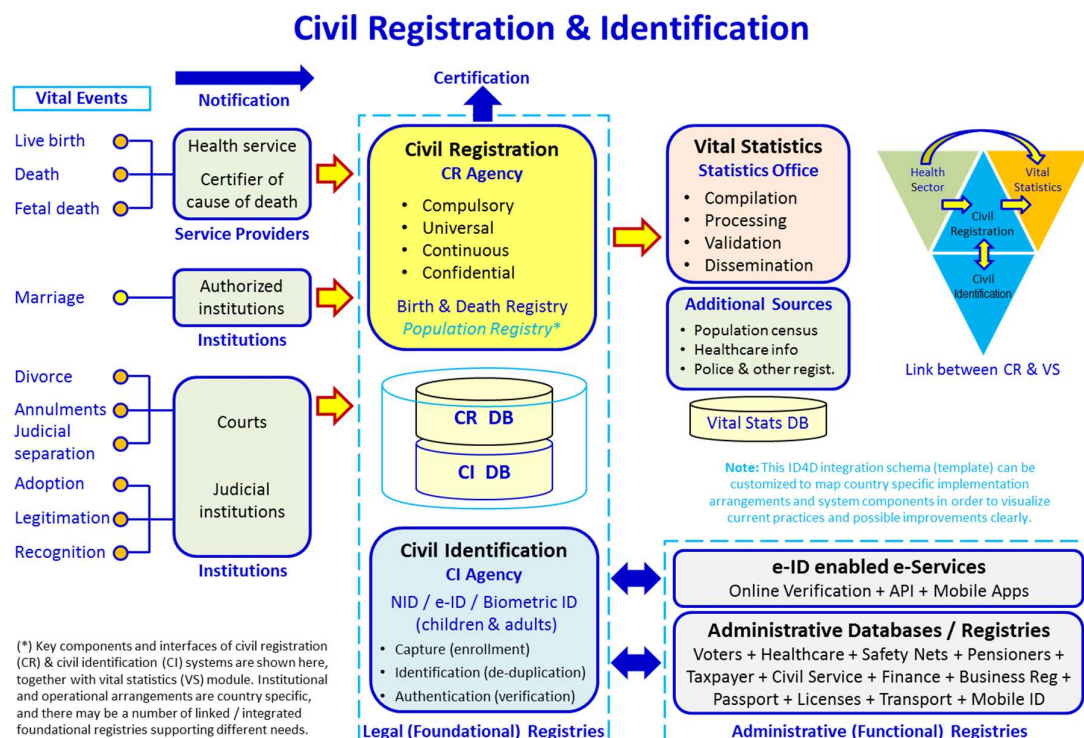 Civil Registration & Identification
Vital Events
Notification
Certification
Live birth
Death
Fetal death
Health service
Certifier of
cause of death
Service Providers
Marriage
Authorized
institutions
Institutions
Divorce
Annulments
Judicial
separation
Adoption
Legitimation
Recognition
Courts
Judicial
institutions
Institutions
(*) Key components and interfaces of civil registration
(CR) & civil identification (CI) systems are shown here,
together with vital statistics (VS) module. Institutional
and operational arrangements are country specific,
and there may be a number of linked / integrated
foundational registries supporting different needs.
Civil Registration
CR Agency
• Compulsory
• Universal
• Continuous
• Confidential
Birth & Death Registry
Population Registry*
CR DB
CI DB
Civil Identification
CI Agency
NID / e-ID / Biometric ID
(children & adults)
• Capture (enrollment)
• Identification (de-duplication)
• Authentication (verification)
Legal (Foundational) Registries
Vital Statistics
Statistics Office
• Compilation
• Processing
• Validation
• Dissemination
Additional Sources
• Population census
• Healthcare info
• Police & other regist.
Vital Stats DB
Health
Sector
Vital
Statistics
Civil
Registration
Civil
Identification
Link between CR & VS
Note: This ID4D integration schema (template) can be
customized to map country specific implementation
arrangements and system components in order to visualize
current practices and possible improvements clearly.
e-ID enabled e-Services
Online Verification + API + Mobile Apps
Administrative Databases / Registries
Voters + Healthcare + Safety Nets + Pensioners +
Taxpayer + Civil Service + Finance + Business Reg +
Passport + Licenses + Transport + Mobile ID
Administrative (Functional) Registries